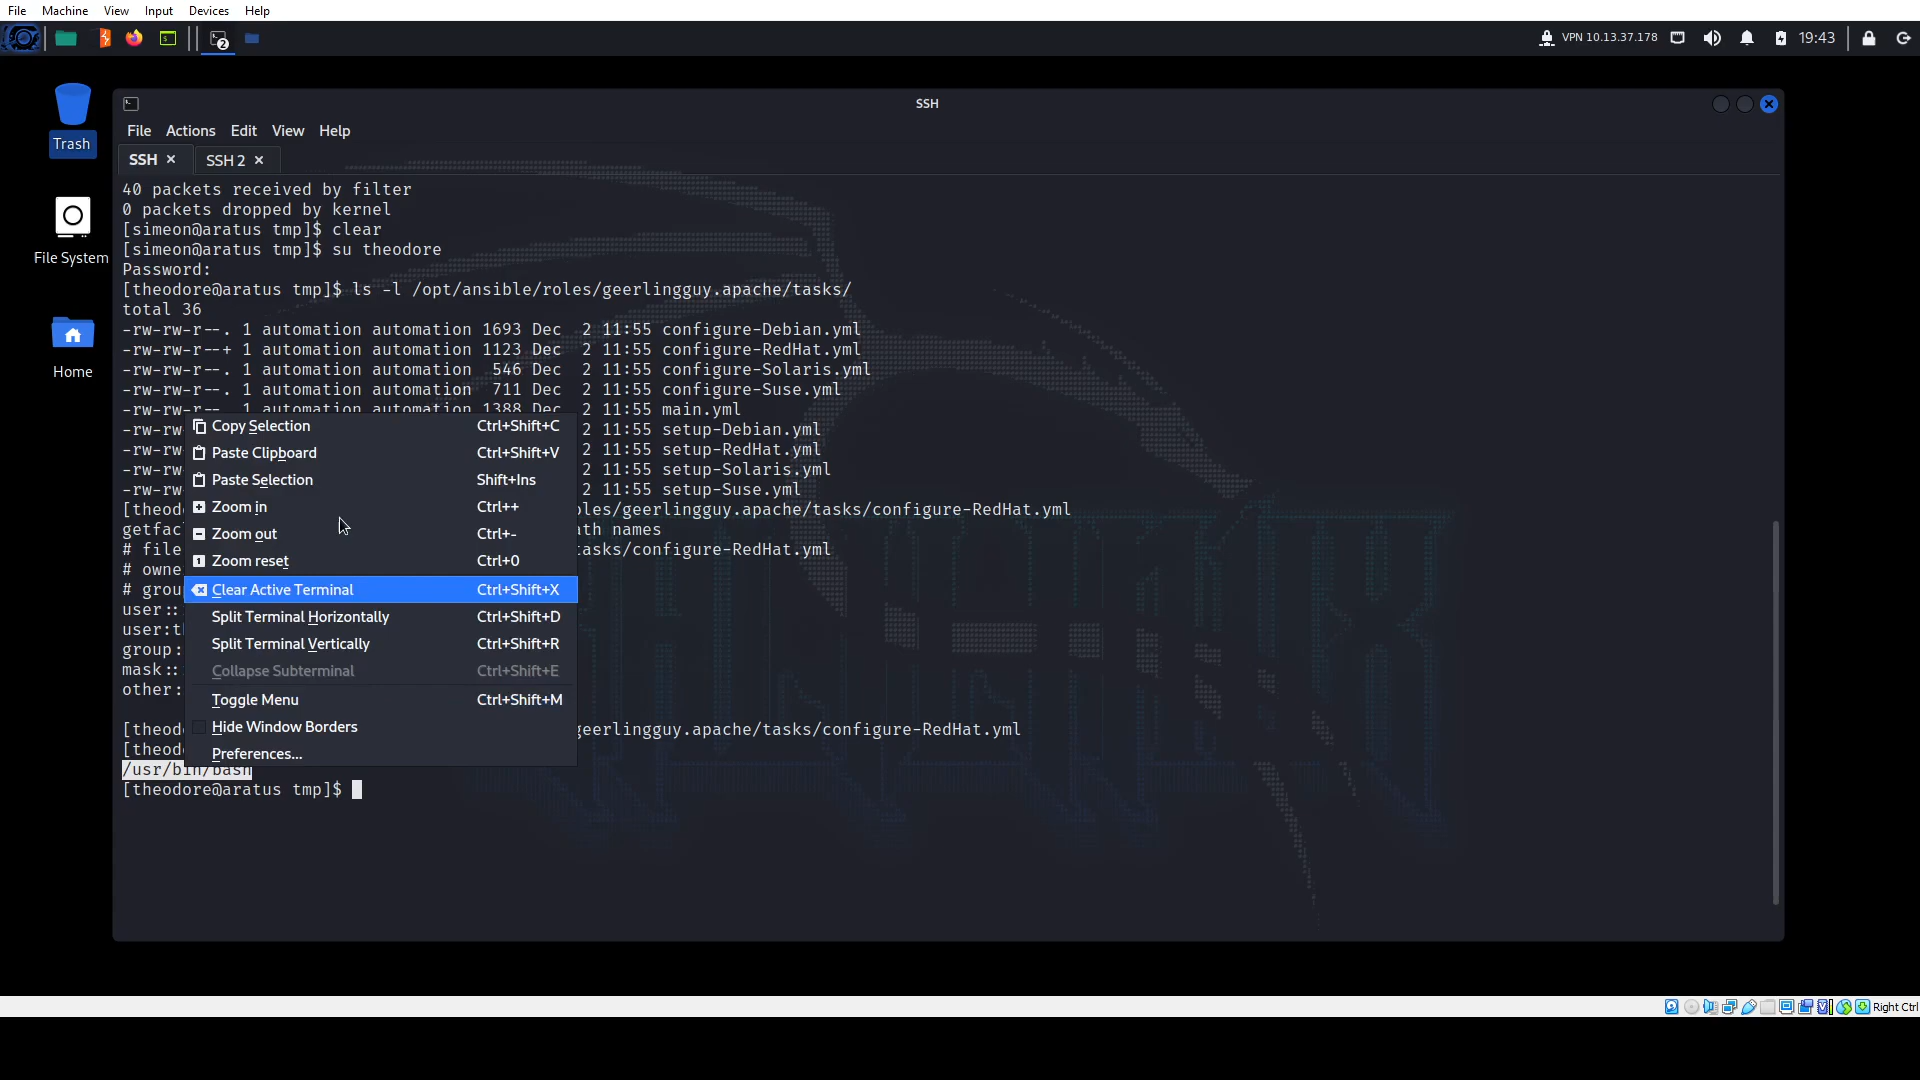 File Machine View Input Devices Help
2 VPN 10.13.37.178 19:43
Trash
File System
Home
SSH
File Actions Edit View Help
SSH × SSH 2 ×
40 packets received by filter
0 packets dropped by kernel
[simeon@aratus tmp]$ clear
[simeon@aratus tmp]$ su theodore
Password:
[theodore@aratus tmp]$ ls -l /opt/ansible/roles/geerlingguy.apache/tasks/
total 36
-rw-rw-r--. 1 automation automation 1693 Dec  2 11:55 configure-Debian.yml
-rw-rw-r--+ 1 automation automation 1123 Dec  2 11:55 configure-RedHat.yml
-rw-rw-r--. 1 automation automation  546 Dec  2 11:55 configure-Solaris.yml
-rw-rw-r--. 1 automation automation  711 Dec  2 11:55 configure-Suse.yml
-rw-rw-r--. 1 automation automation 1388 Dec  2 11:55 main.yml
-rw-rw 2 11:55 setup-Debian.yml
-rw-rw 2 11:55 setup-RedHat.yml
-rw-rw 2 11:55 setup-Solaris.yml
-rw-rw 2 11:55 setup-Suse.yml
[theod les/geerlingguy.apache/tasks/configure-RedHat.yml
getfac ath names
# file asks/configure-RedHat.yml
# owne
# grou
user::
user:t
group:
mask::
other:
[theod geerlingguy.apache/tasks/configure-RedHat.yml
[theod
/usr/bin/bash
[theodore@aratus tmp]$
Copy Selection Ctrl+Shift+C
Paste Clipboard Ctrl+Shift+V
Paste Selection Shift+Ins
Zoom in Ctrl++
Zoom out Ctrl+-
Zoom reset Ctrl+0
Clear Active Terminal Ctrl+Shift+X
Split Terminal Horizontally Ctrl+Shift+D
Split Terminal Vertically Ctrl+Shift+R
Collapse Subterminal Ctrl+Shift+E
Toggle Menu Ctrl+Shift+M
Hide Window Borders
Preferences...
Right Ctrl